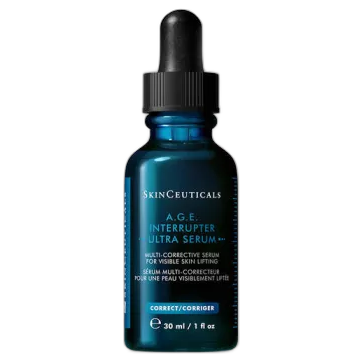 SKINCEUTICALS
A.G.E.
INTERRUPTER
ULTRA SERUM
MULTI-CORRECTIVE SERUM
FOR VISIBLE SKIN LIFTING
SÉRUM MULTI-CORRECTEUR
POUR UNE PEAU VISIBLEMENT LIFTÉE
CORRECT/CORRIGER
e 30 ml / 1 fl oz